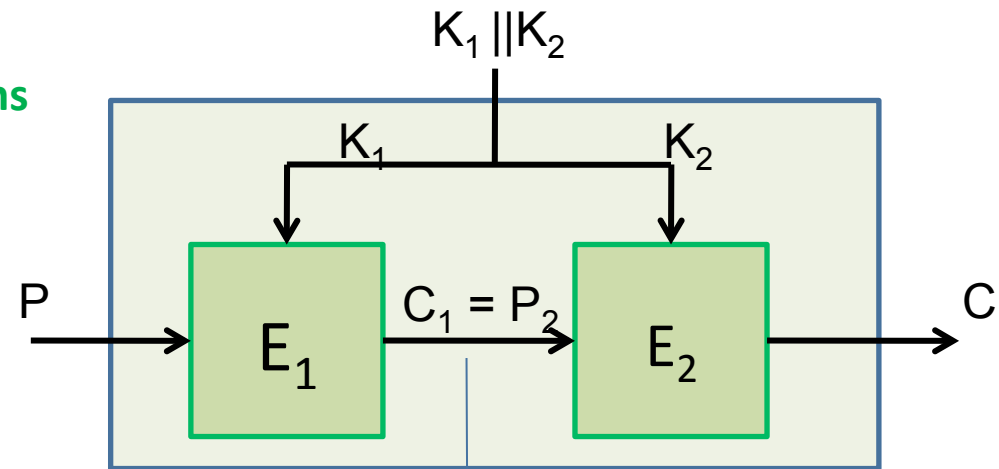 K₁ ||K₂
K₁
K₂
P
C₁ = P₂
C
E₁
E₂